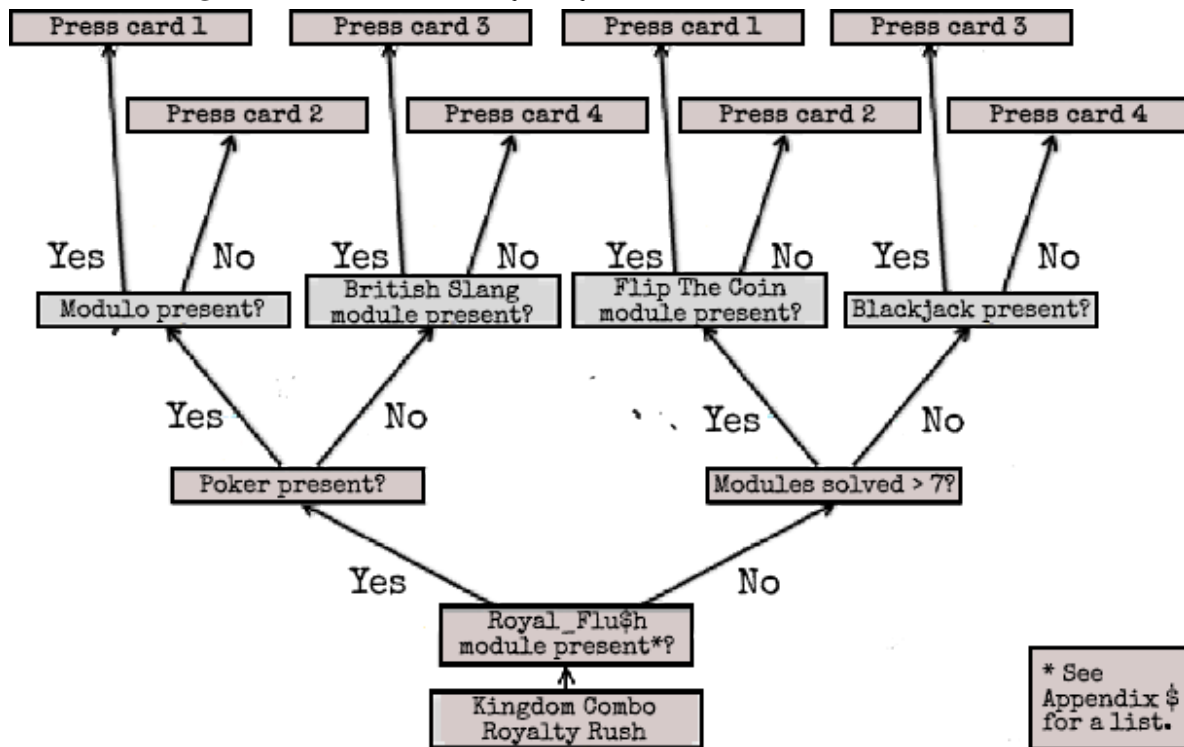 Press card 1
Press card 3
Press card 1
Press card 3
Press card 2
Press card 4
Press card 2
Press card 4
Yes
No
Yes
No
Yes
No
Yes
No
Modulo present?
British Slang
module present?
Flip The Coin
module present?
Blackjack present?
Yes
No
Yes
No
Poker present?
Modules solved > 7?
Yes
No
Royal_Flu$h
module present*?
Kingdom Combo
Royalty Rush
* See
Appendix $
for a list.